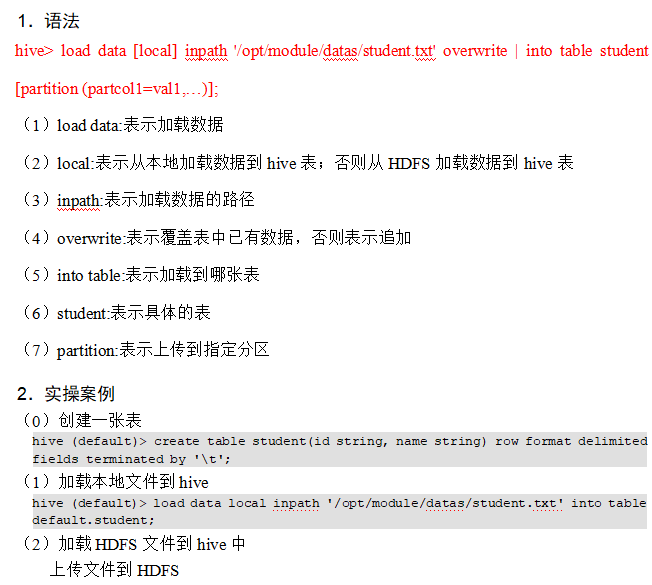 1．语法
hive> load data [local] inpath '/opt/module/datas/student.txt' overwrite | into table student
[partition (partcol1=val1,…)];
（1）load data:表示加载数据
（2）local:表示从本地加载数据到 hive 表；否则从 HDFS 加载数据到 hive 表
（3）inpath:表示加载数据的路径
（4）overwrite:表示覆盖表中已有数据，否则表示追加
（5）into table:表示加载到哪张表
（6）student:表示具体的表
（7）partition:表示上传到指定分区
2．实操案例
（0）创建一张表
hive (default)> create table student(id string, name string) row format delimited
fields terminated by '\t';
（1）加载本地文件到 hive
hive (default)> load data local inpath '/opt/module/datas/student.txt' into table
default.student;
（2）加载 HDFS 文件到 hive 中
上传文件到 HDFS